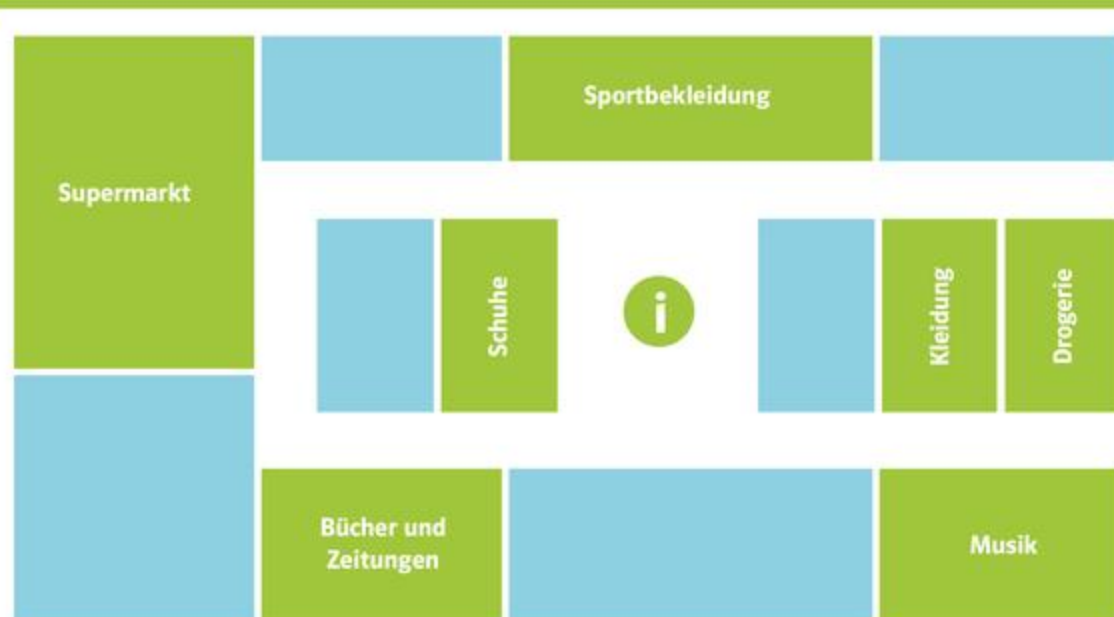 Sportbekleidung
Supermarkt
Schuhe
i
Kleidung
Drogerie
Bücher und
Zeitungen
Musik